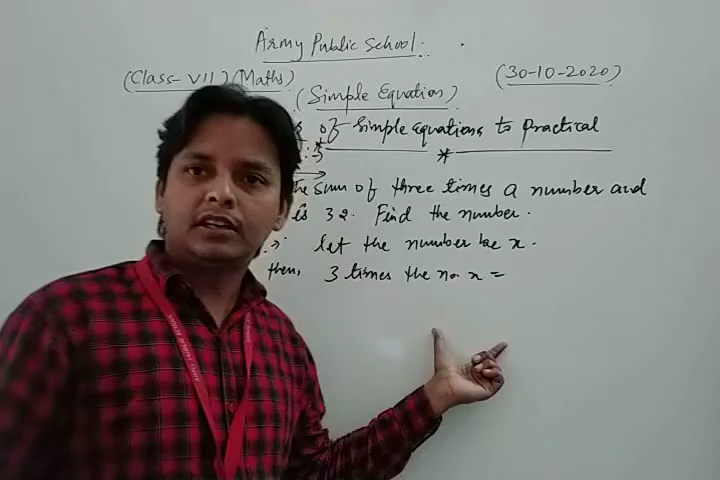 Army Public School.
(Class-VII) (Maths) (30-10-2020)
(Simple Equation)
of Simple equations to Practical
*
the sum of three times a number and
is 32. Find the number.
let the number be x.
then, 3 times the no. x =